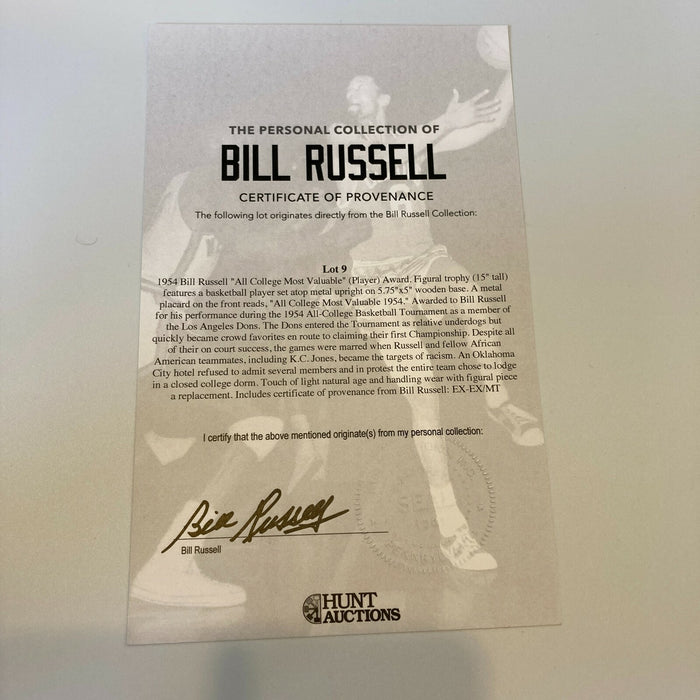 THE PERSONAL COLLECTION OF
BILL RUSSELL
CERTIFICATE OF PROVENANCE
The following lot originates directly from the Bill Russell Collection:
Lot 9
1954 Bill Russell "All College Most Valuable" (Player) Award. Figural trophy (15" tall)
features a basketball player set atop metal upright on 5.75"x5" wooden base. A metal
placard on the front reads, "All College Most Valuable 1954." Awarded to Bill Russell
for his performance during the 1954 All-College Basketball Tournament as a member of
the Los Angeles Dons. The Dons entered the Tournament as relative underdogs but
quickly became crowd favorites en route to claiming their first Championship. Despite all
of their on court success, the games were marred when Russell and fellow African
American teammates, including K.C. Jones, became the targets of racism. An Oklahoma
City hotel refused to admit several members and in protest the entire team chose to lodge
in a closed college dorm. Touch of light natural age and handling wear with figural piece
a replacement. Includes certificate of provenance from Bill Russell: EX-EX/MT
I certify that the above mentioned originate(s) from my personal collection:
Bill Russell
Bill Russell
HUNT
AUCTIONS